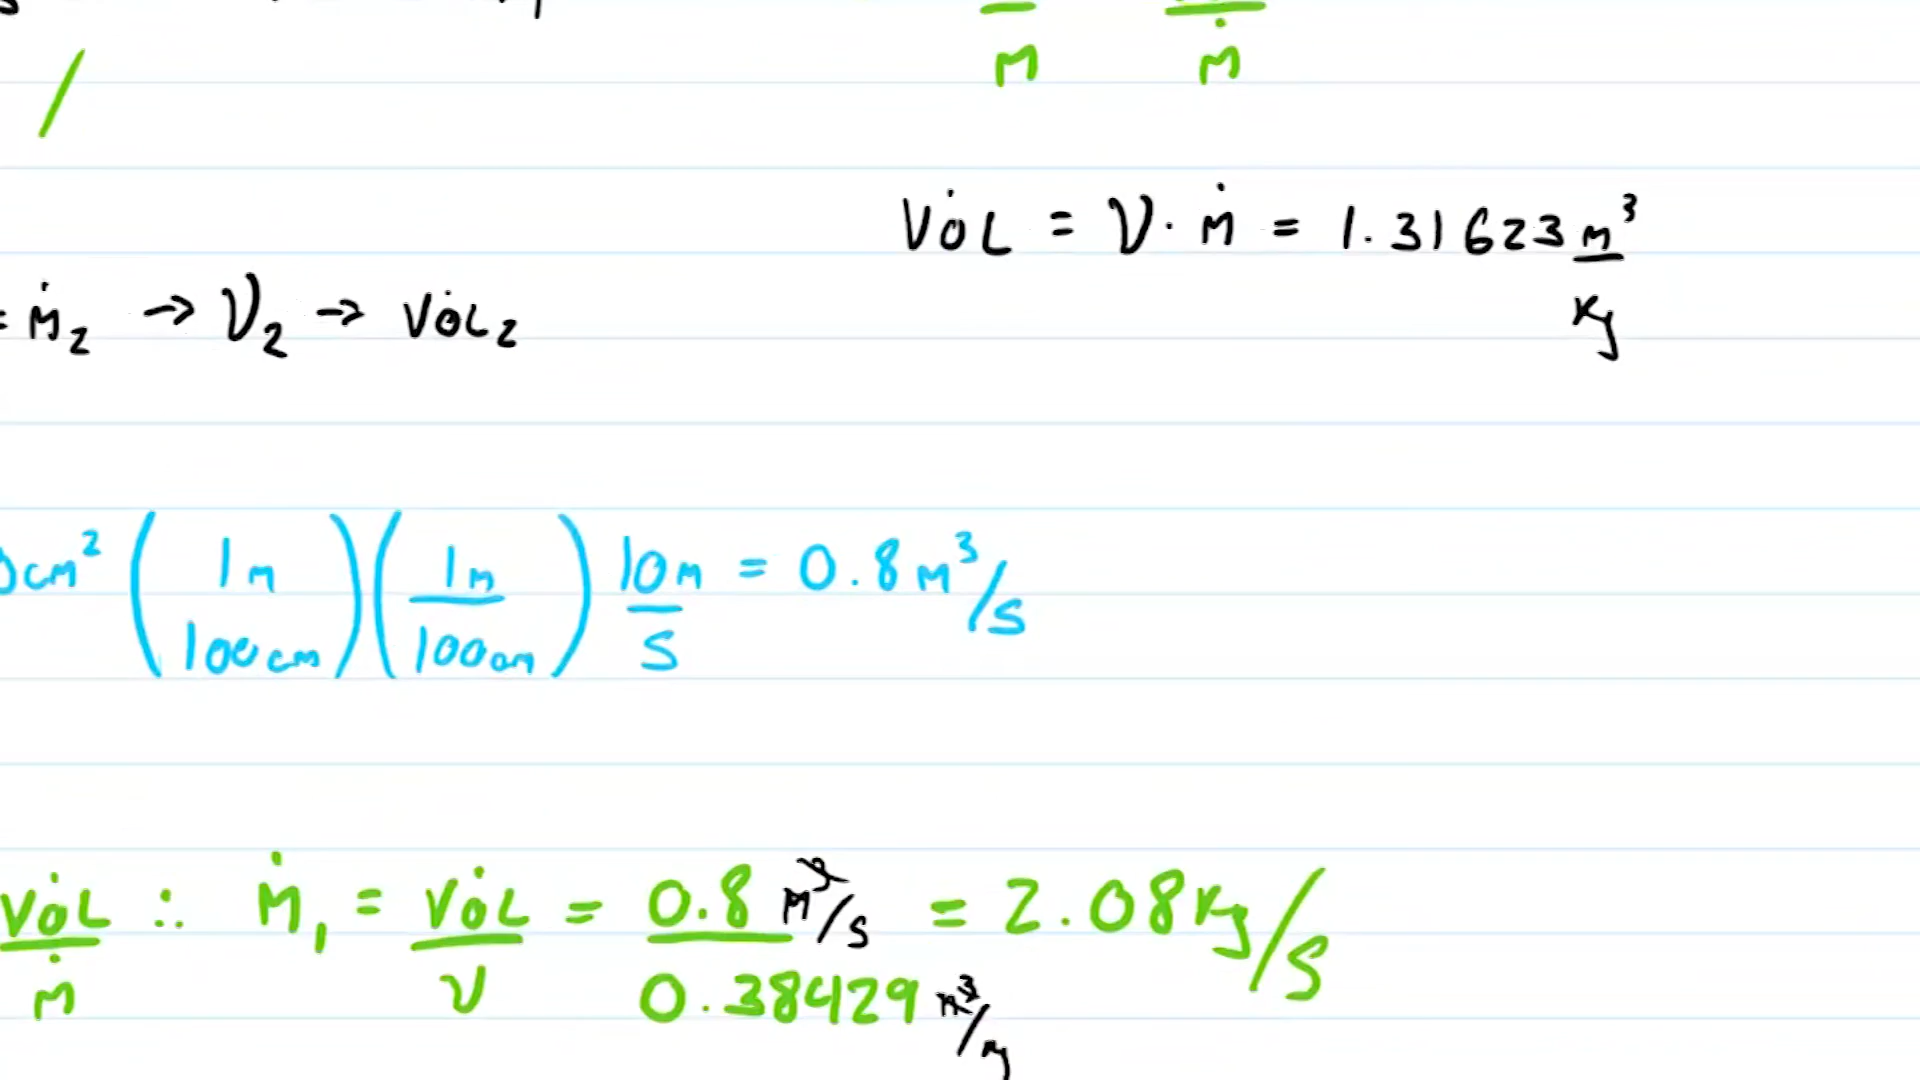 m ṁ
VȯL = ν · ṁ = 1.31623 m³
kg
= ṁ₂ → ν₂ → VȯL₂
cm² (1m / 100cm) (1m / 100cm) 10m / s = 0.8 m³/s
VȯL / ṁ ∴ ṁ₁ = VȯL / ν = 0.8 m³/s / 0.38429 m³/kg = 2.08 kg/s